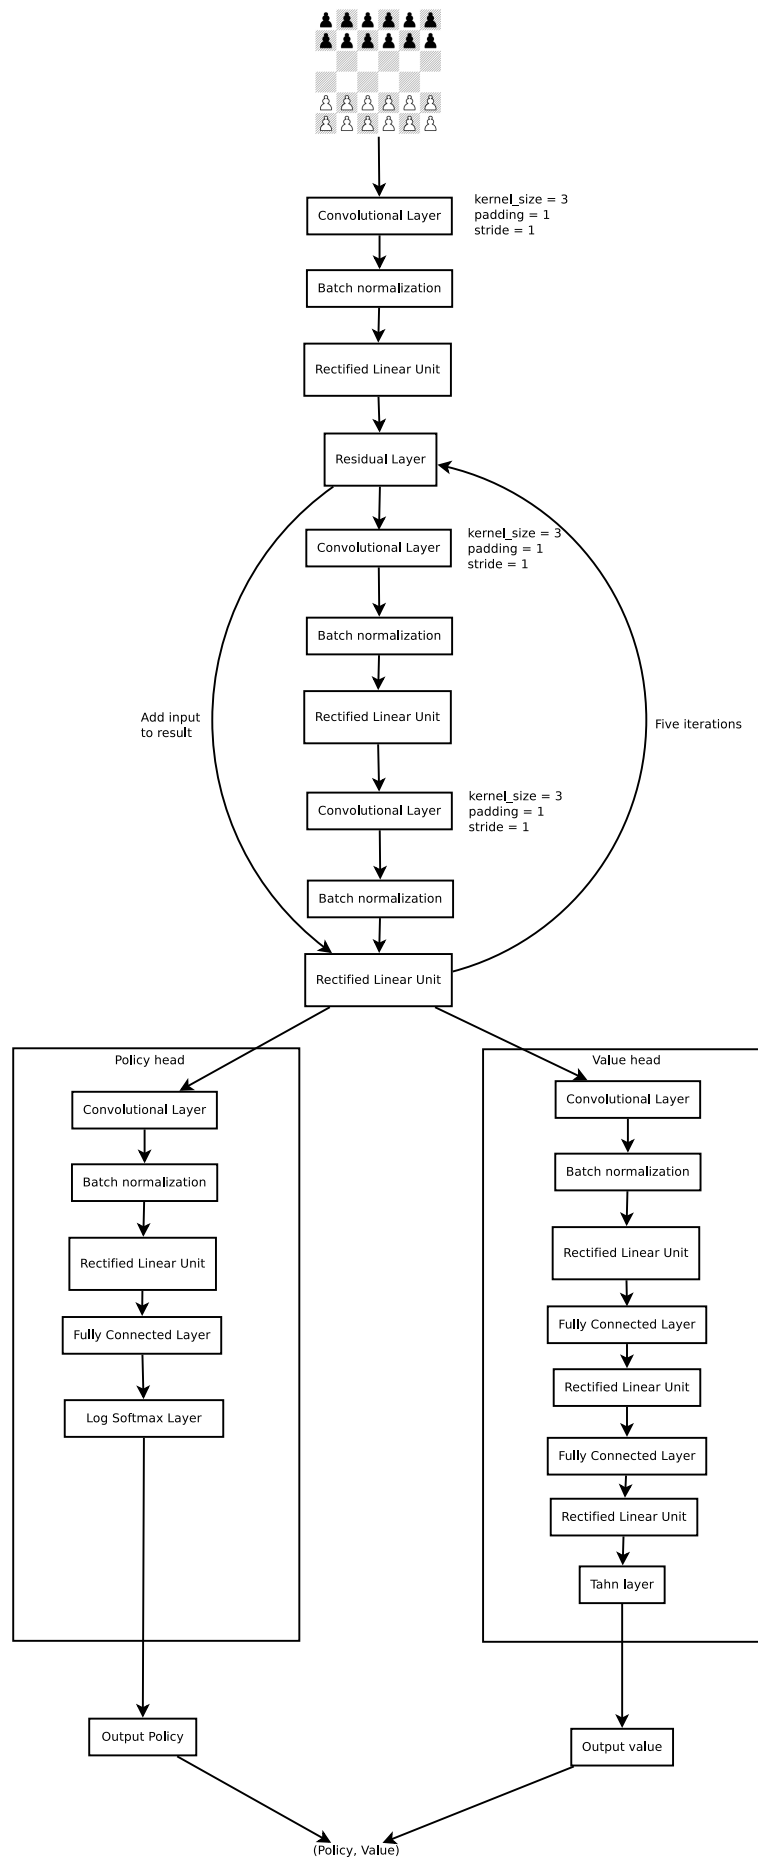 Convolutional Layer
kernel_size = 3
padding = 1
stride = 1
Batch normalization
Rectified Linear Unit
Residual Layer
Convolutional Layer
kernel_size = 3
padding = 1
stride = 1
Batch normalization
Rectified Linear Unit
Add input
to result
Five iterations
Convolutional Layer
kernel_size = 3
padding = 1
stride = 1
Batch normalization
Rectified Linear Unit
Policy head
Convolutional Layer
Batch normalization
Rectified Linear Unit
Fully Connected Layer
Log Softmax Layer
Output Policy
Value head
Convolutional Layer
Batch normalization
Rectified Linear Unit
Fully Connected Layer
Rectified Linear Unit
Fully Connected Layer
Rectified Linear Unit
Tahn layer
Output value
(Policy, Value)